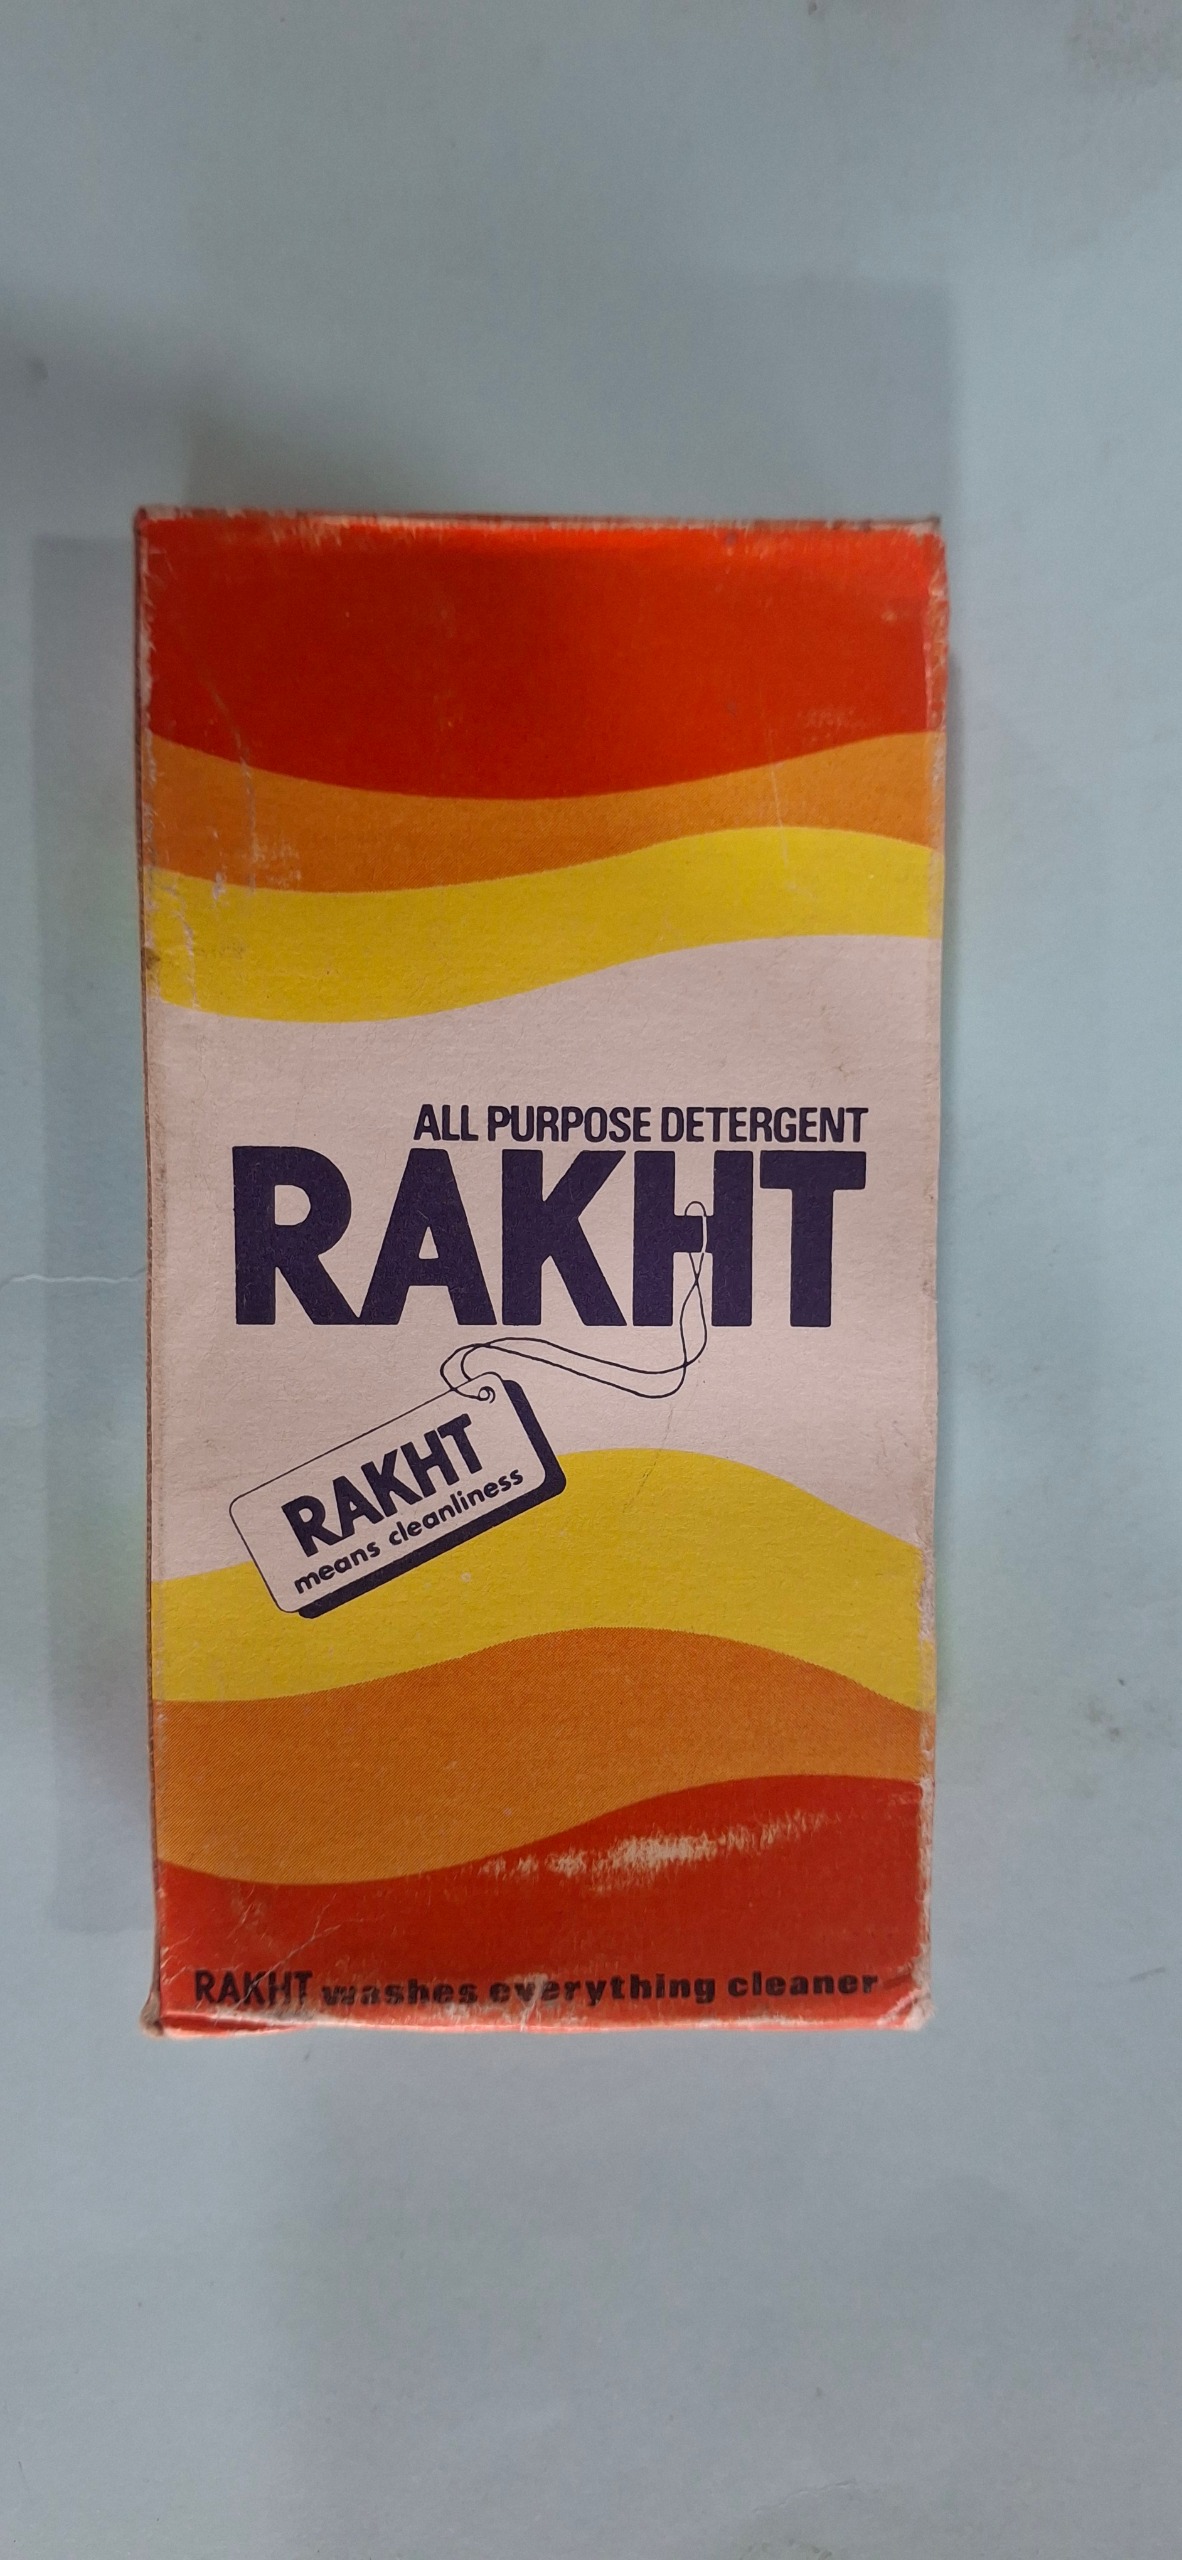 ALL PURPOSE DETERGENT
RAKHT
RAKHT
means cleanliness
RAKHT washes everything cleaner